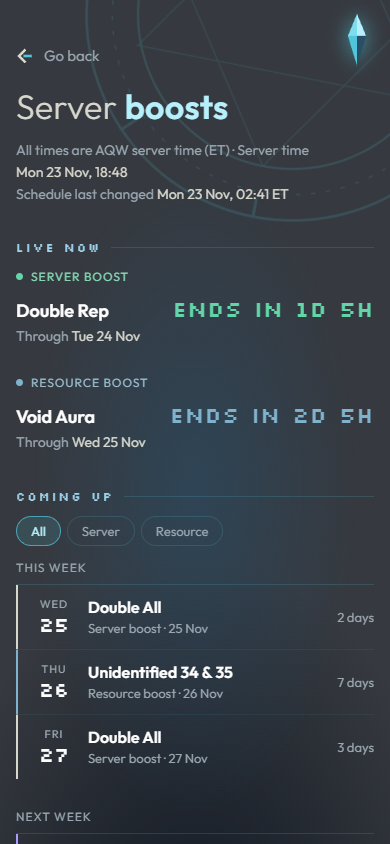 Go back
Server boosts
All times are AQW server time (ET) · Server time
Mon 23 Nov, 18:48
Schedule last changed Mon 23 Nov, 02:41 ET
LIVE NOW
SERVER BOOST
Double Rep ENDS IN 1D 5H
Through Tue 24 Nov
RESOURCE BOOST
Void Aura ENDS IN 2D 5H
Through Wed 25 Nov
COMING UP
All Server Resource
THIS WEEK
WED 25 Double All 2 days
Server boost · 25 Nov
THU 26 Unidentified 34 & 35 7 days
Resource boost · 26 Nov
FRI 27 Double All 3 days
Server boost · 27 Nov
NEXT WEEK